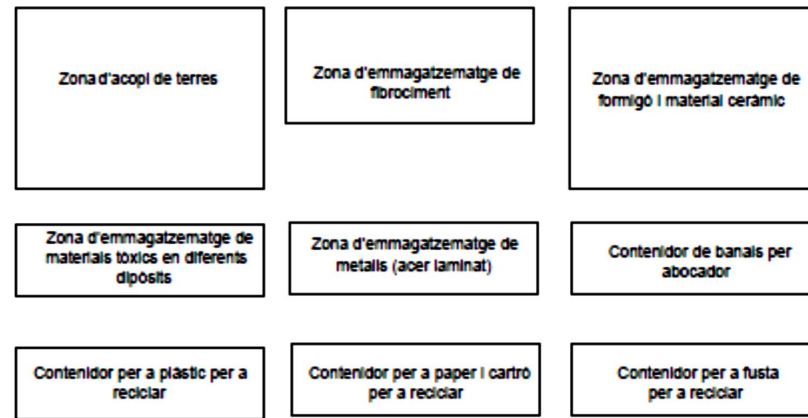 Zona d'acopi de terres
Zona d'emmagatzematge de
fibrociment
Zona d'emmagatzematge de
formigó i material ceràmic
Zona d'emmagatzematge de
materials tòxics en diferents
dipòsits
Zona d'emmagatzematge de
metalls (acer laminat)
Contenidor de banals per
abocador
Contenidor per a plàstic per a
reciclar
Contenidor per a paper i cartró
per a reciclar
Contenidor per a fusta
per a reciclar